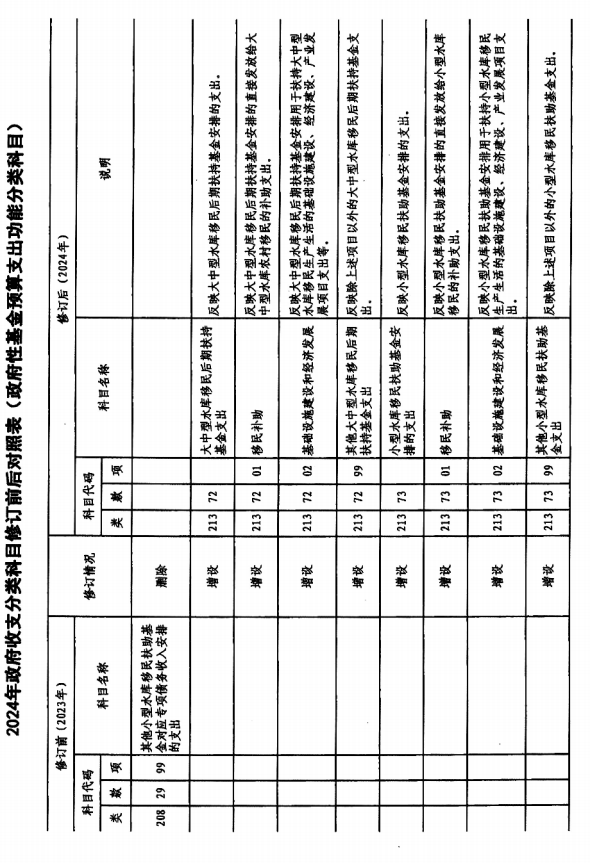 2024年政府收支分类科目修订前后对照表（政府性基金预算支出功能分类科目）
修订前（2023年） 修订情况 修订后（2024年）
科目代码 科目名称 科目代码 科目名称 说明
类 款 项 类 款 项
208 29 99 其他小型水库移民扶助基
金对应专项债务收入安排
的支出 删除
增设 213 72 大中型水库移民后期扶持
基金支出 反映大中型水库移民后期扶持基金安排的支出。
增设 213 72 01 移民补助 反映大中型水库移民后期扶持基金安排的直接发放给大
中型水库农村移民的补助支出。
增设 213 72 02 基础设施建设和经济发展 反映大中型水库移民后期扶持基金安排用于扶持大中型
水库移民生产生活的基础设施建设、经济建设、产业发
展项目支出等。
增设 213 72 99 其他大中型水库移民后期
扶持基金支出 反映除上述项目以外的大中型水库移民后期扶持基金支
出。
增设 213 73 小型水库移民扶助基金安
排的支出 反映小型水库移民扶助基金安排的支出。
增设 213 73 01 移民补助 反映小型水库移民扶助基金安排的直接发放给小型水库
移民的补助支出。
增设 213 73 02 基础设施建设和经济发展 反映小型水库移民扶助基金安排用于扶持小型水库移民
生产生活的基础设施建设、经济建设、产业发展项目支
出。
增设 213 73 99 其他小型水库移民扶助基
金支出 反映除上述项目以外的小型水库移民扶助基金支出。